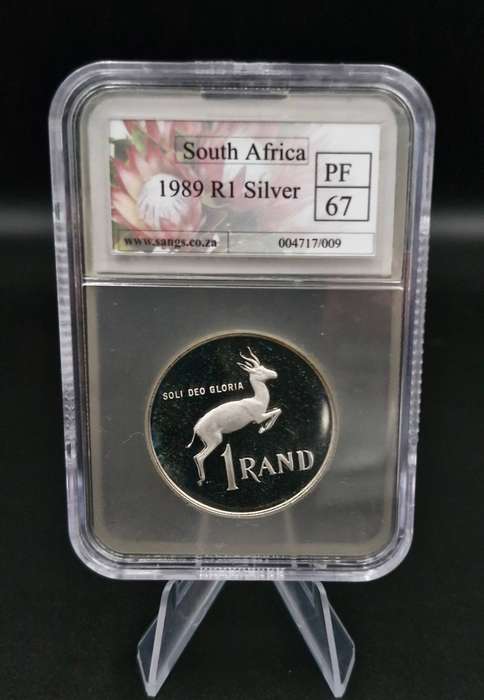 South Africa
1989 R1 Silver
PF
67
www.sangs.co.za
004717/009
SOLI DEO GLORIA
1 RAND